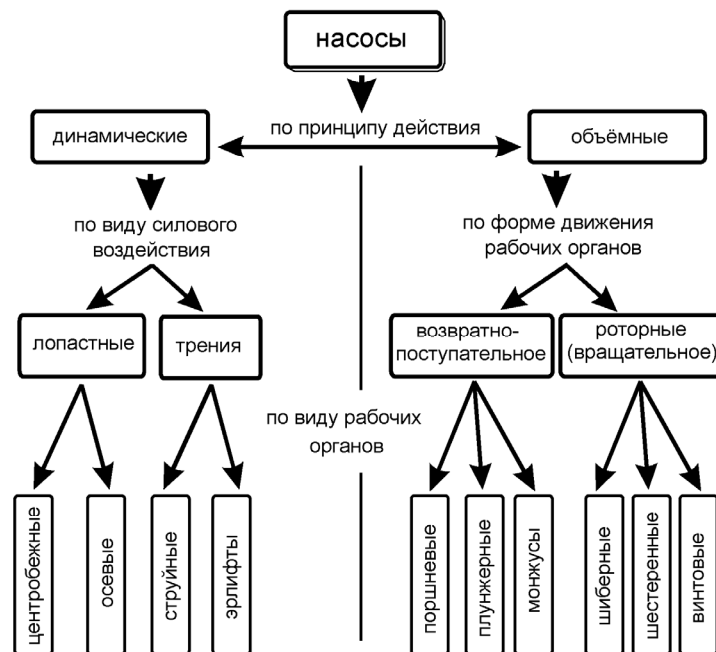 насосы
по принципу действия
динамические
объёмные
по виду силового
воздействия
по форме движения
рабочих органов
лопастные
трения
возвратно-
поступательное
роторные
(вращательное)
по виду рабочих
органов
центробежные
осевые
струйные
эрлифты
поршневые
плунжерные
монжусы
шиберные
шестеренные
винтовые